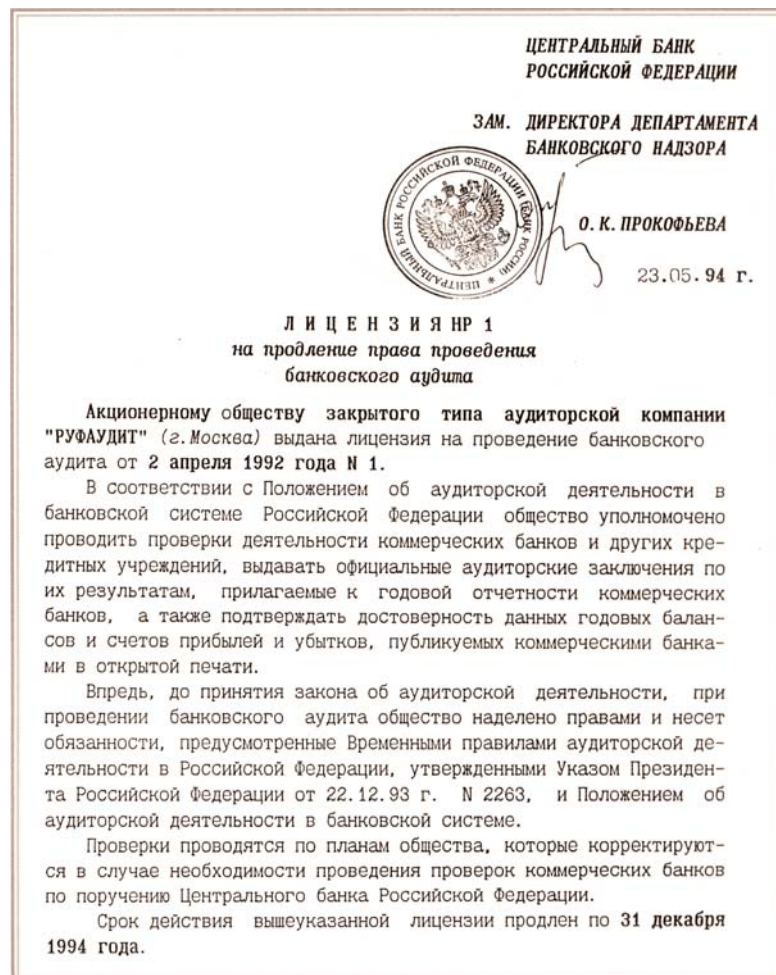 ЦЕНТРАЛЬНЫЙ БАНК
РОССИЙСКОЙ ФЕДЕРАЦИИ
ЗАМ. ДИРЕКТОРА ДЕПАРТАМЕНТА
БАНКОВСКОГО НАДЗОРА
ЦЕНТРАЛЬНЫЙ БАНК РОССИЙСКОЙ ФЕДЕРАЦИИ (БАНК РОССИИ) *
О. К. ПРОКОФЬЕВА
23.05.94 г.
Л И Ц Е Н З И Я НР 1
на продление права проведения
банковского аудита
Акционерному обществу закрытого типа аудиторской компании
"РУФАУДИТ" (г.Москва) выдана лицензия на проведение банковского
аудита от 2 апреля 1992 года N 1.
В соответствии с Положением об аудиторской деятельности в
банковской системе Российской Федерации общество уполномочено
проводить проверки деятельности коммерческих банков и других кре-
дитных учреждений, выдавать официальные аудиторские заключения по
их результатам, прилагаемые к годовой отчетности коммерческих
банков, а также подтверждать достоверность данных годовых балан-
сов и счетов прибылей и убытков, публикуемых коммерческими банка-
ми в открытой печати.
Впредь, до принятия закона об аудиторской деятельности, при
проведении банковского аудита общество наделено правами и несет
обязанности, предусмотренные Временными правилами аудиторской де-
ятельности в Российской Федерации, утвержденными Указом Президен-
та Российской Федерации от 22.12.93 г. N 2263, и Положением об
аудиторской деятельности в банковской системе.
Проверки проводятся по планам общества, которые корректируют-
ся в случае необходимости проведения проверок коммерческих банков
по поручению Центрального банка Российской Федерации.
Срок действия вышеуказанной лицензии продлен по 31 декабря
1994 года.